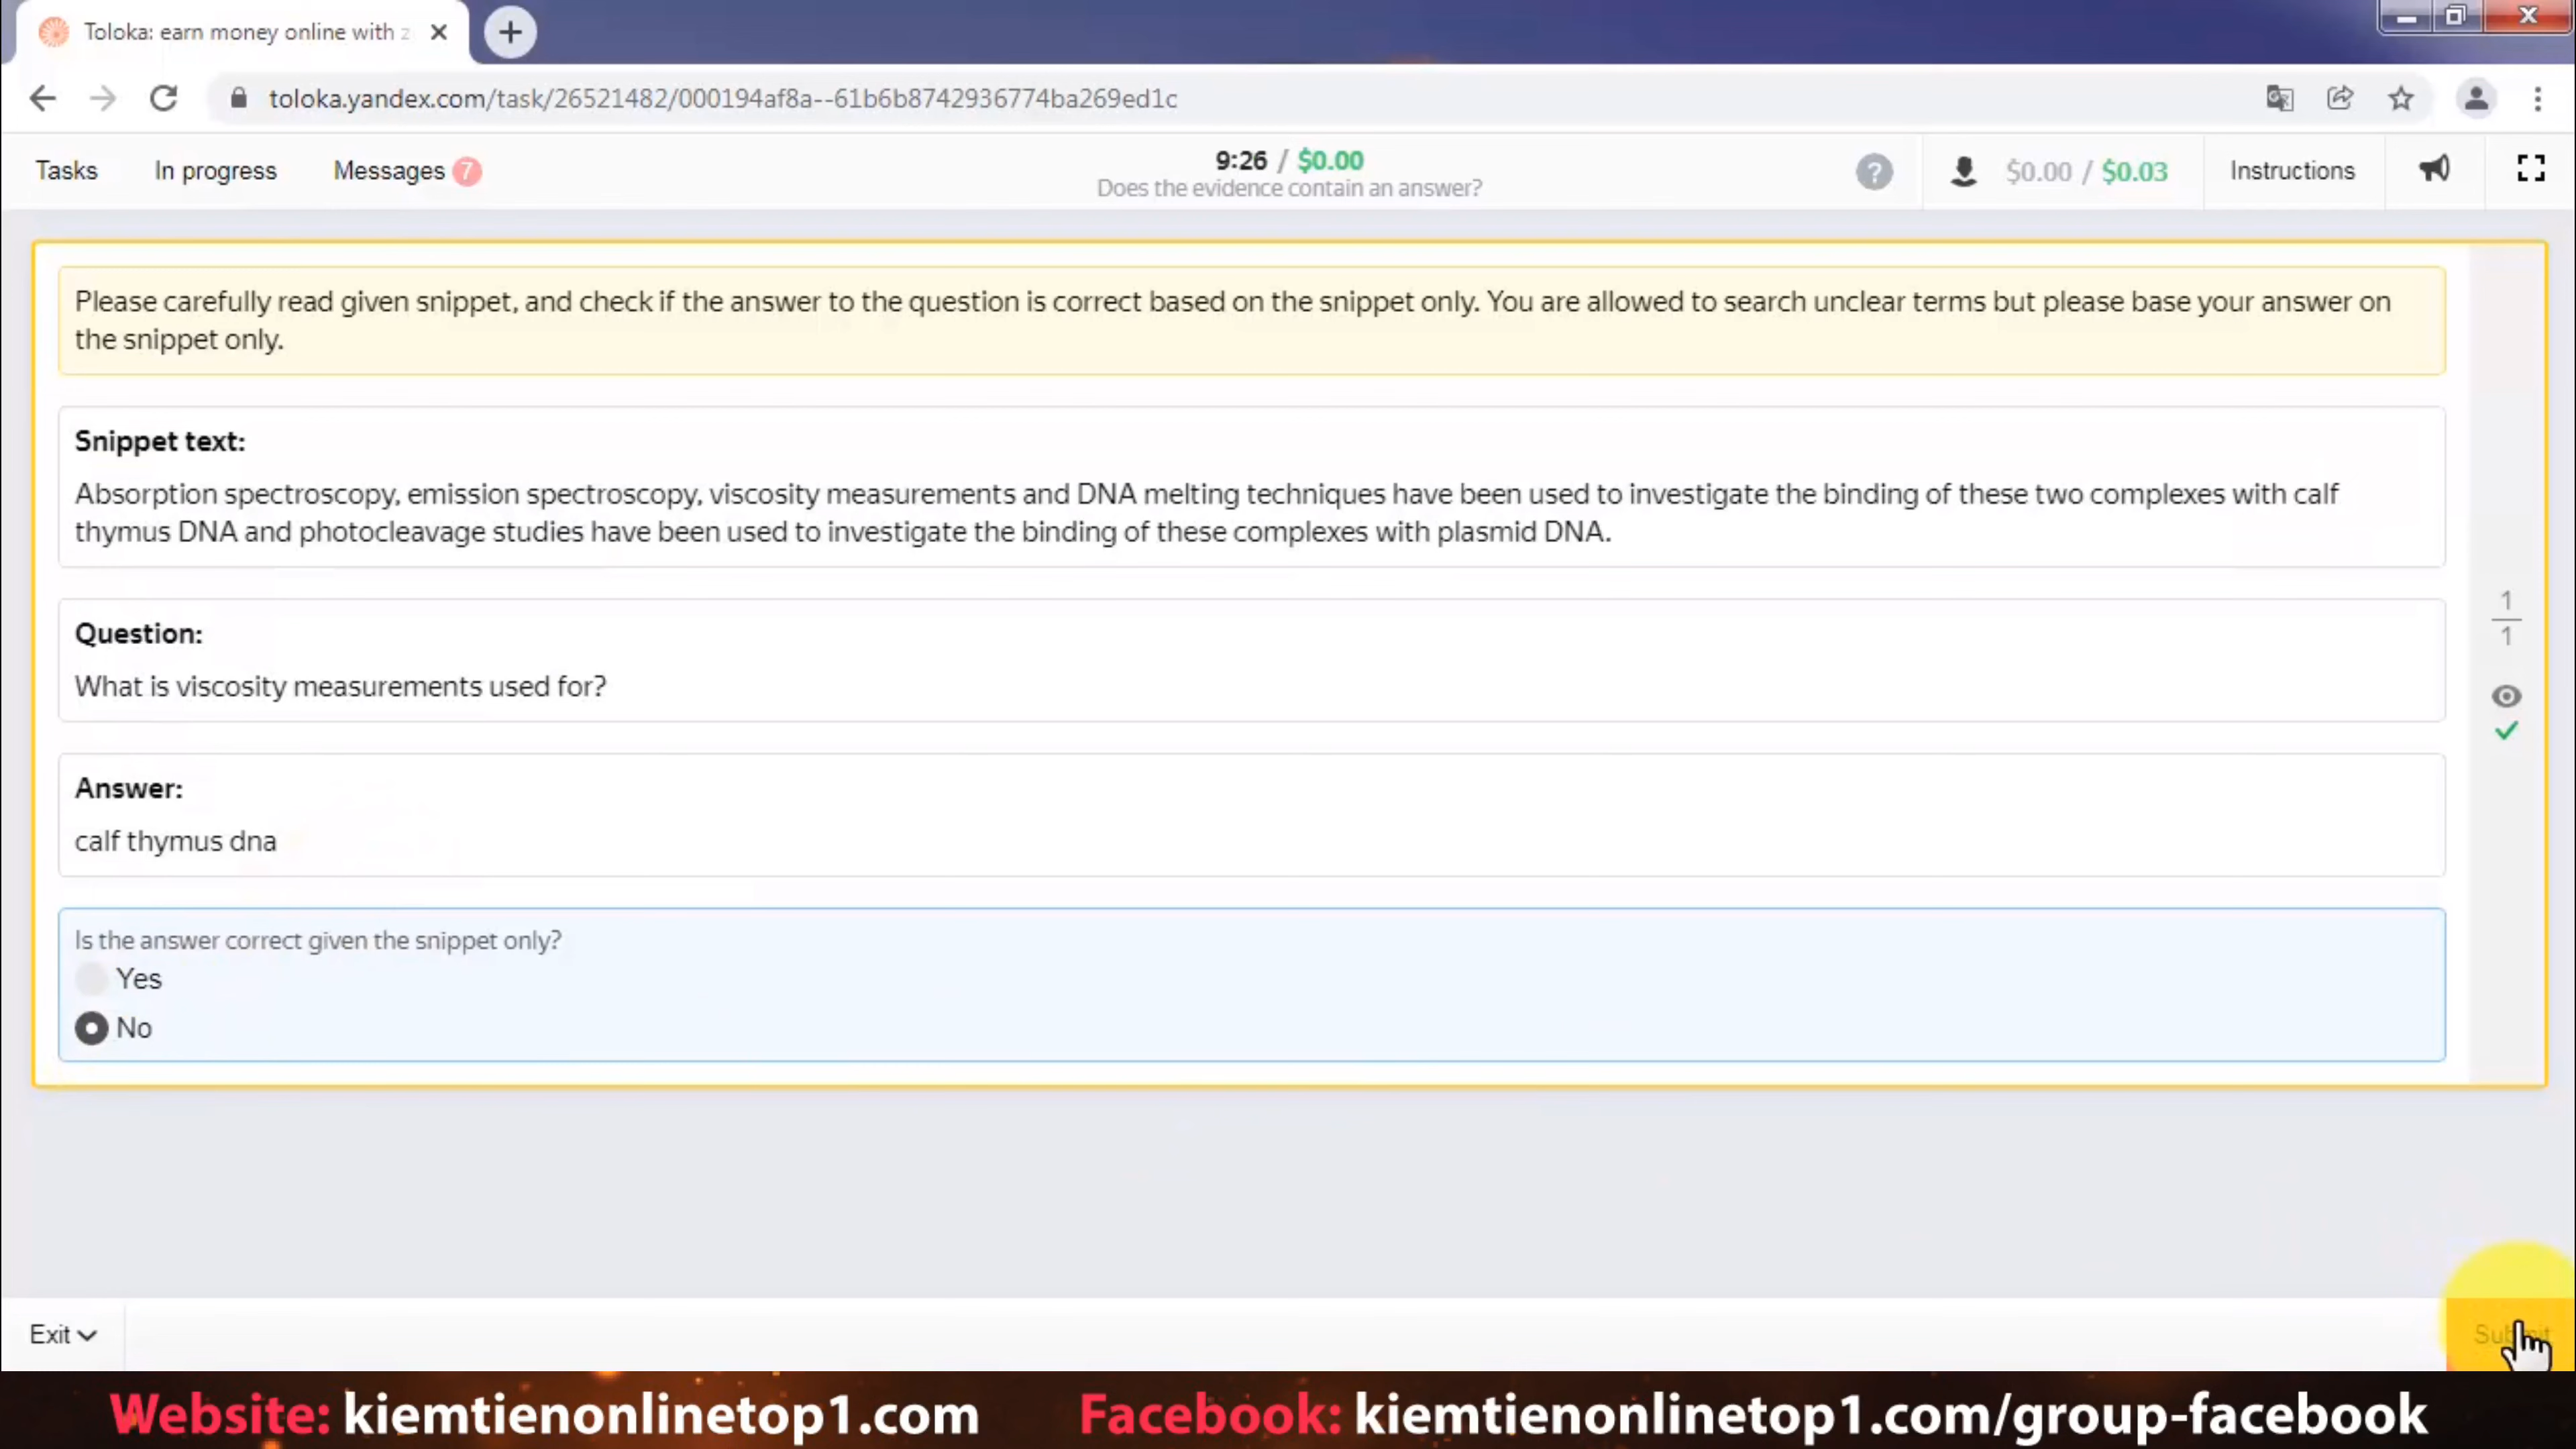 Toloka: earn money online with z
toloka.yandex.com/task/26521482/000194af8a--61b6b8742936774ba269ed1c
Tasks In progress Messages 7
9:26 / $0.00
Does the evidence contain an answer?
? $0.00 / $0.03 Instructions
Please carefully read given snippet, and check if the answer to the question is correct based on the snippet only. You are allowed to search unclear terms but please base your answer on
the snippet only.
Snippet text:
Absorption spectroscopy, emission spectroscopy, viscosity measurements and DNA melting techniques have been used to investigate the binding of these two complexes with calf
thymus DNA and photocleavage studies have been used to investigate the binding of these complexes with plasmid DNA.
Question:
What is viscosity measurements used for?
1
1
Answer:
calf thymus dna
Is the answer correct given the snippet only?
Yes
No
Exit
Submit
Website: kiemtienonlinetop1.com Facebook: kiemtienonlinetop1.com/group-facebook